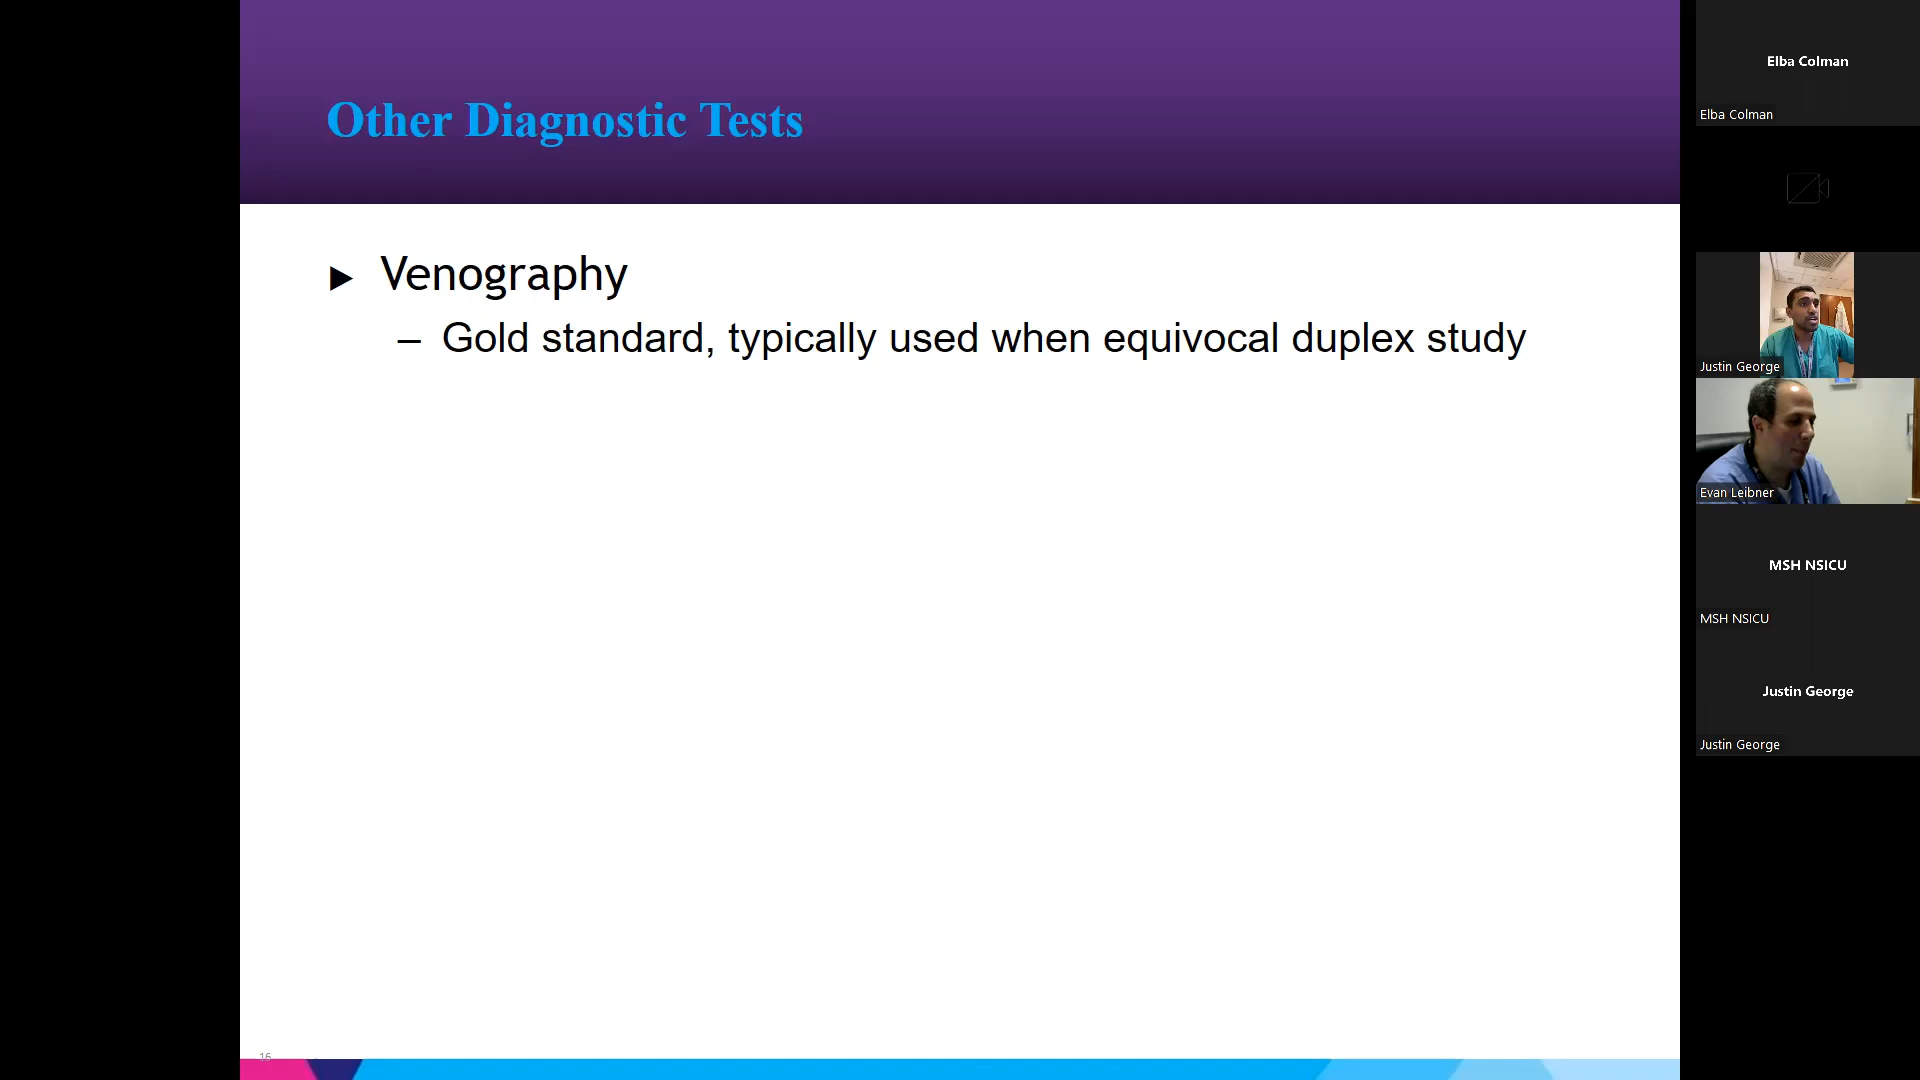 Other Diagnostic Tests
► Venography
– Gold standard, typically used when equivocal duplex study
16
Elba Colman
Elba Colman
Justin George
Evan Leibner
MSH NSICU
MSH NSICU
Justin George
Justin George